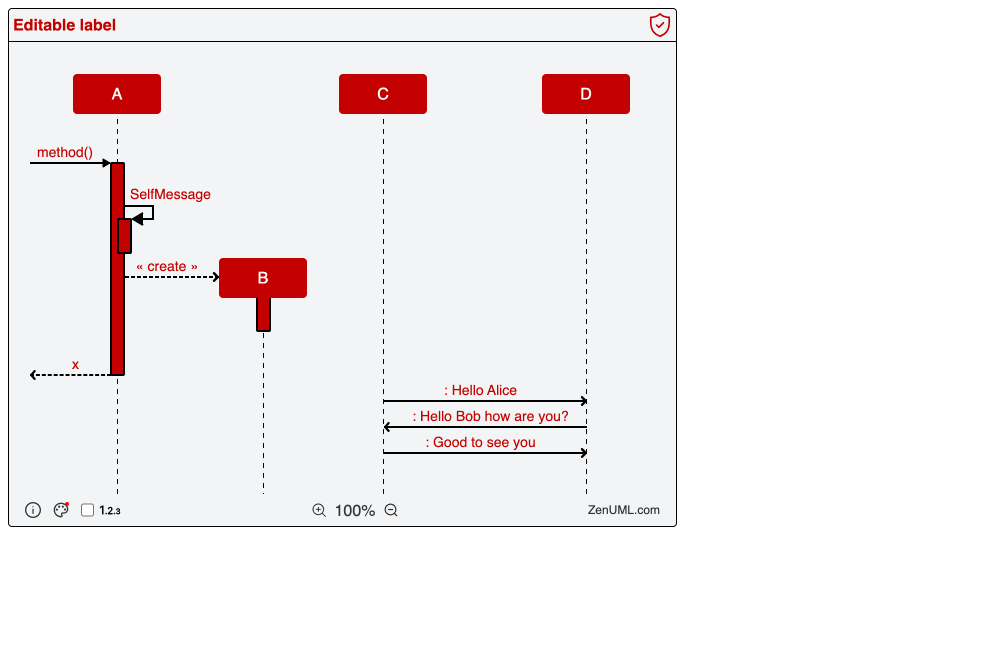 Editable label
A
C
D
method()
SelfMessage
« create »
B
x
: Hello Alice
: Hello Bob how are you?
: Good to see you
1.2.3
100%
ZenUML.com